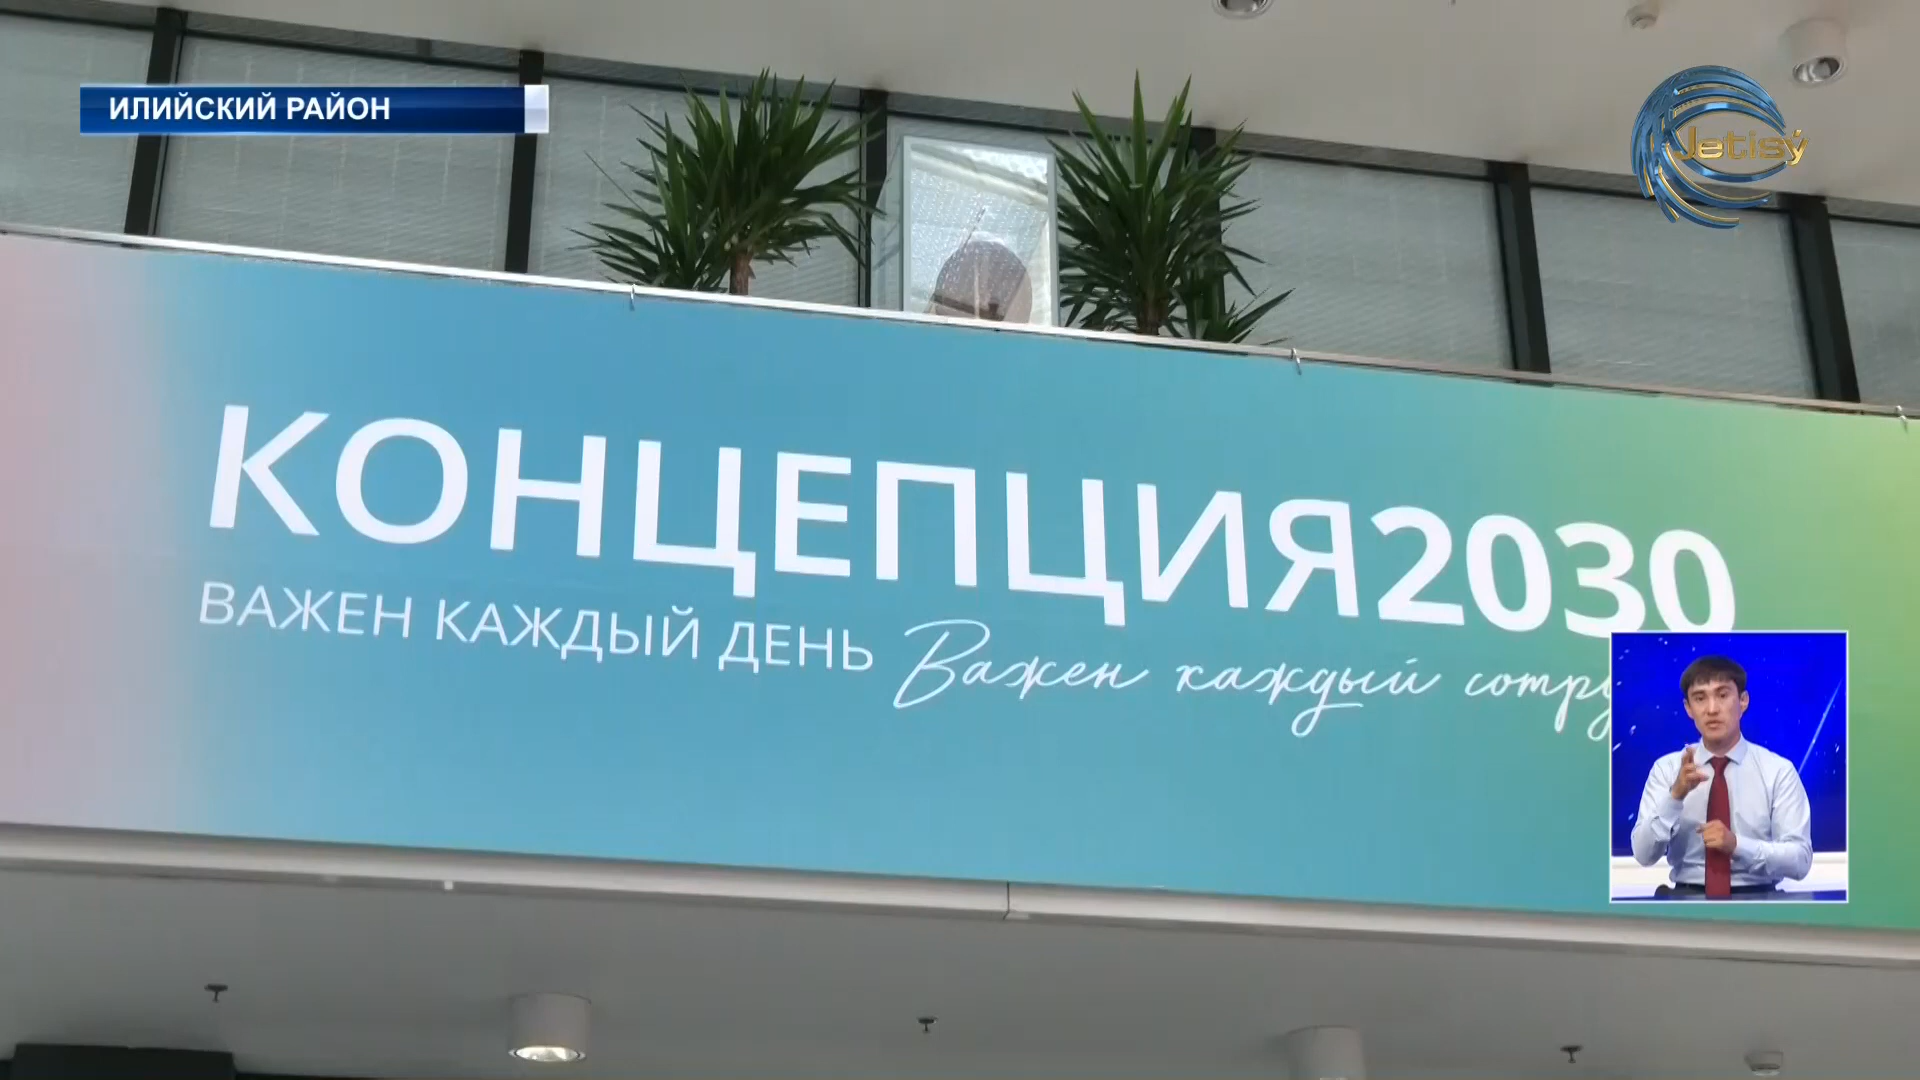 ИЛИЙСКИЙ РАЙОН
Jetisý
КОНЦЕПЦИЯ2030
ВАЖЕН КАЖДЫЙ ДЕНЬ Важен каждый